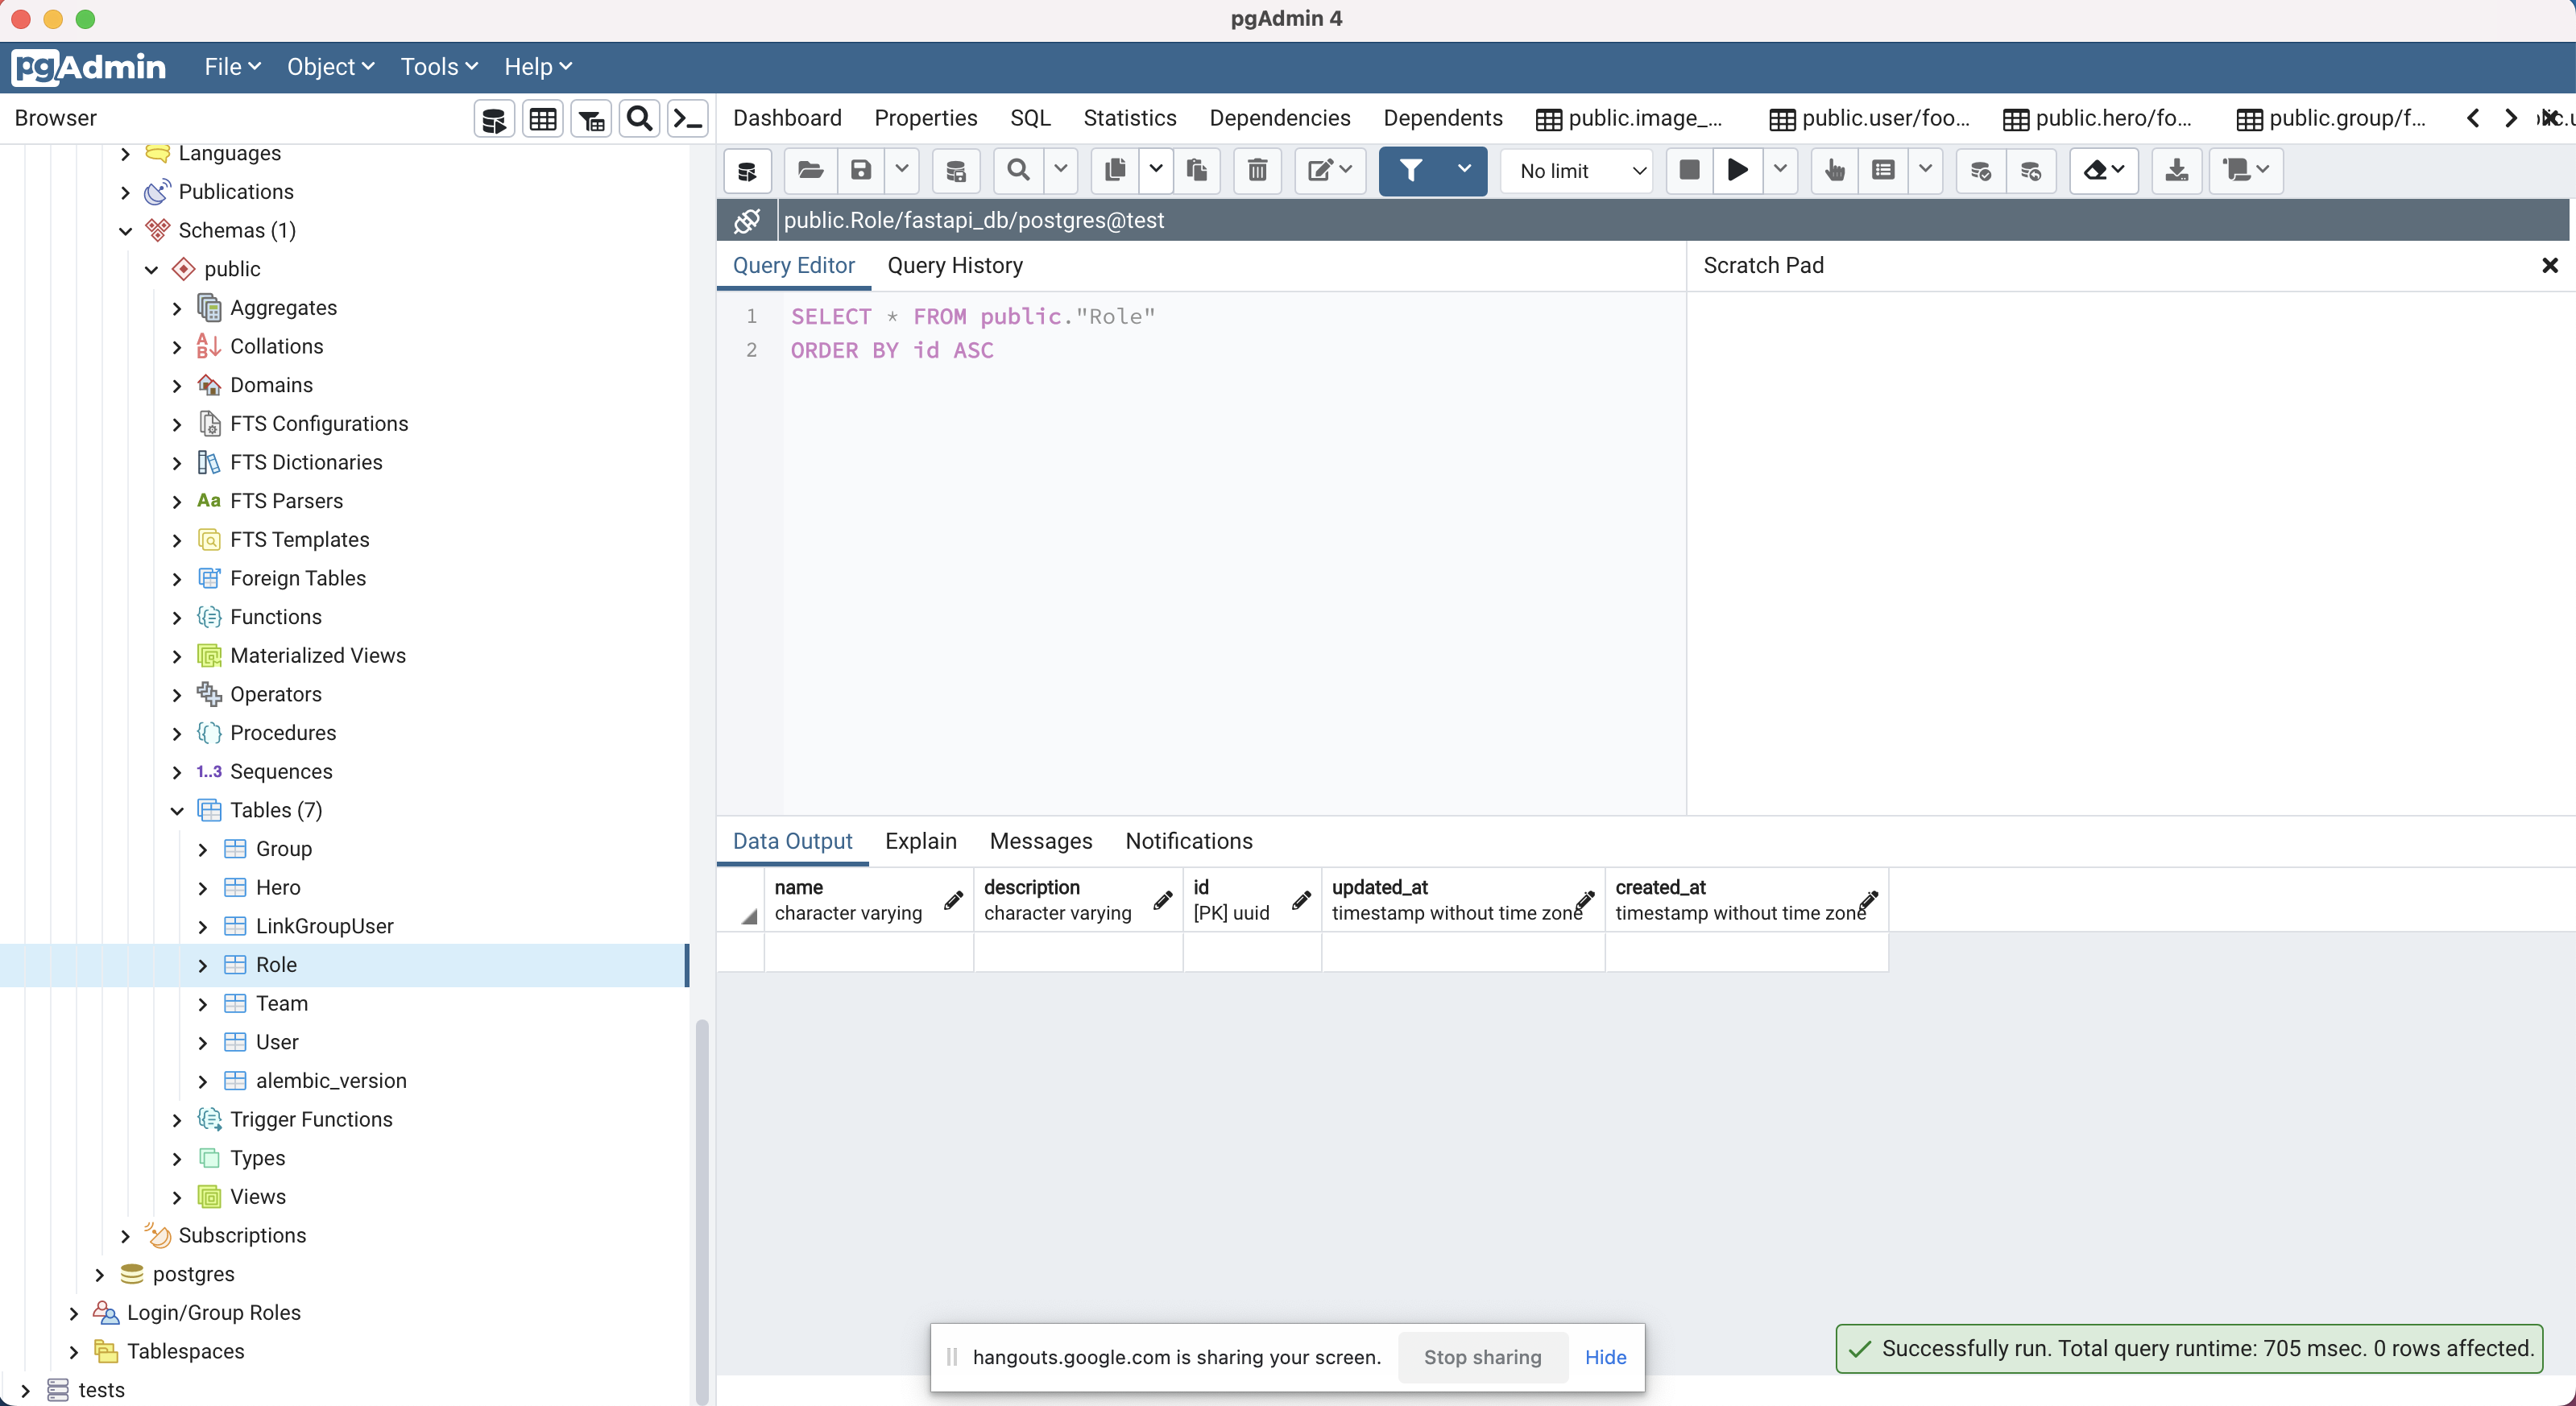 pgAdmin 4
pgAdmin File Object Tools Help
Browser
Dashboard Properties SQL Statistics Dependencies Dependents public.image_... public.user/foo... public.hero/fo... public.group/f...
No limit
public.Role/fastapi_db/postgres@test
Query Editor Query History
Scratch Pad
1 SELECT * FROM public."Role"
2 ORDER BY id ASC
Languages
Publications
Schemas (1)
public
Aggregates
Collations
Domains
FTS Configurations
FTS Dictionaries
Aa FTS Parsers
FTS Templates
Foreign Tables
Functions
Materialized Views
Operators
Procedures
1..3 Sequences
Tables (7)
Group
Hero
LinkGroupUser
Role
Team
User
alembic_version
Trigger Functions
Types
Views
Subscriptions
postgres
Login/Group Roles
Tablespaces
tests
Data Output Explain Messages Notifications
name description id updated_at created_at
character varying character varying [PK] uuid timestamp without time zone timestamp without time zone
hangouts.google.com is sharing your screen. Stop sharing Hide
Successfully run. Total query runtime: 705 msec. 0 rows affected.